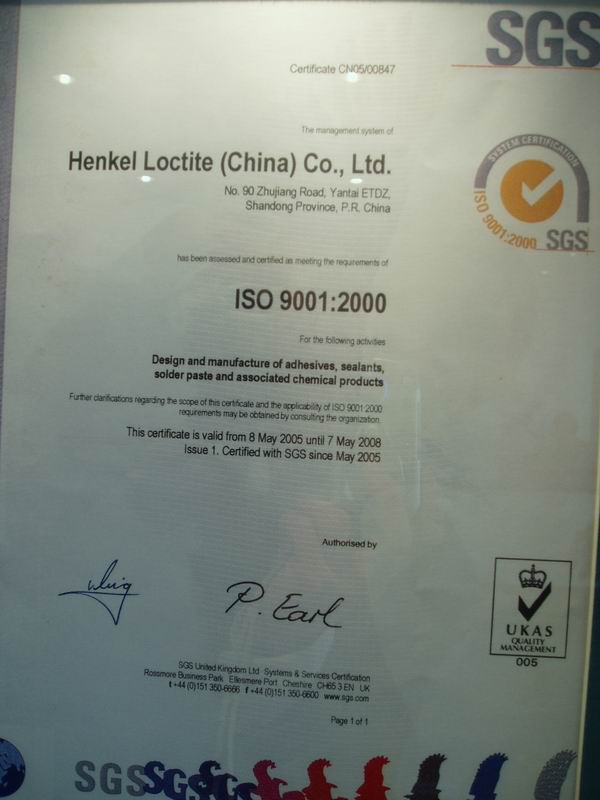 SGS
Certificate CN05/00847
The management system of
Henkel Loctite (China) Co., Ltd.
No. 90 Zhujiang Road, Yantai ETDZ,
Shandong Province, P.R. China
SYSTEM CERTIFICATION
ISO 9001:2000
SGS
has been assessed and certified as meeting the requirements of
ISO 9001:2000
For the following activities
Design and manufacture of adhesives, sealants,
solder paste and associated chemical products
Further clarifications regarding the scope of this certificate and the applicability of ISO 9001:2000
requirements may be obtained by consulting the organization.
This certificate is valid from 8 May 2005 until 7 May 2008
Issue 1. Certified with SGS since May 2005
Authorised by
P. Earl
UKAS
QUALITY
MANAGEMENT
005
SGS United Kingdom Ltd Systems & Services Certification
Rossmore Business Park Ellesmere Port Cheshire CH65 3EN UK
t +44 (0)151 350-6666 f +44 (0)151 350-6600 www.sgs.com
Page 1 of 1
SGS SGS